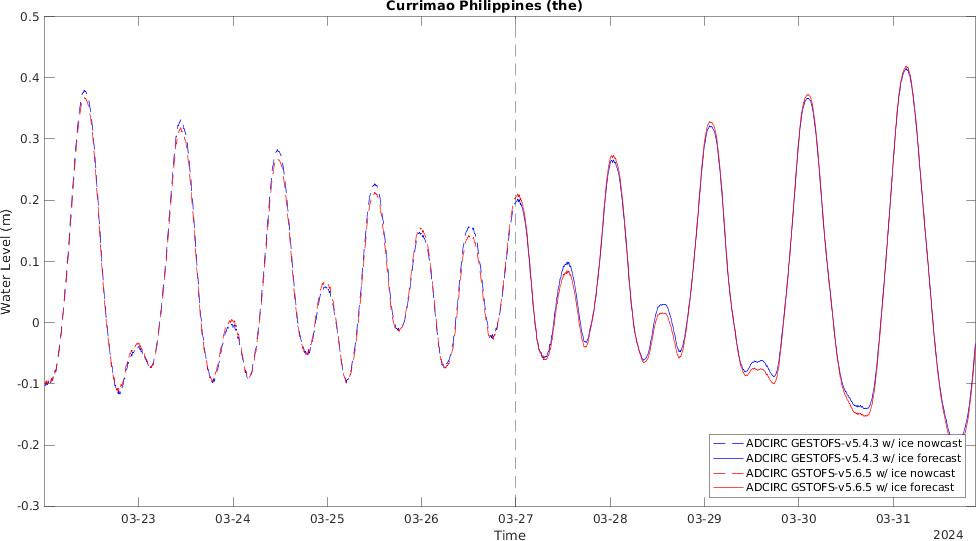 Currimao Philippines (the)
0.5
0.4
0.3
0.2
0.1
0
-0.1
-0.2
-0.3
Water Level (m)
ADCIRC GESTOFS-v5.4.3 w/ ice nowcast
ADCIRC GESTOFS-v5.4.3 w/ ice forecast
ADCIRC GSTOFS-v5.6.5 w/ ice nowcast
ADCIRC GSTOFS-v5.6.5 w/ ice forecast
03-23 03-24 03-25 03-26 03-27 03-28 03-29 03-30 03-31
Time
2024